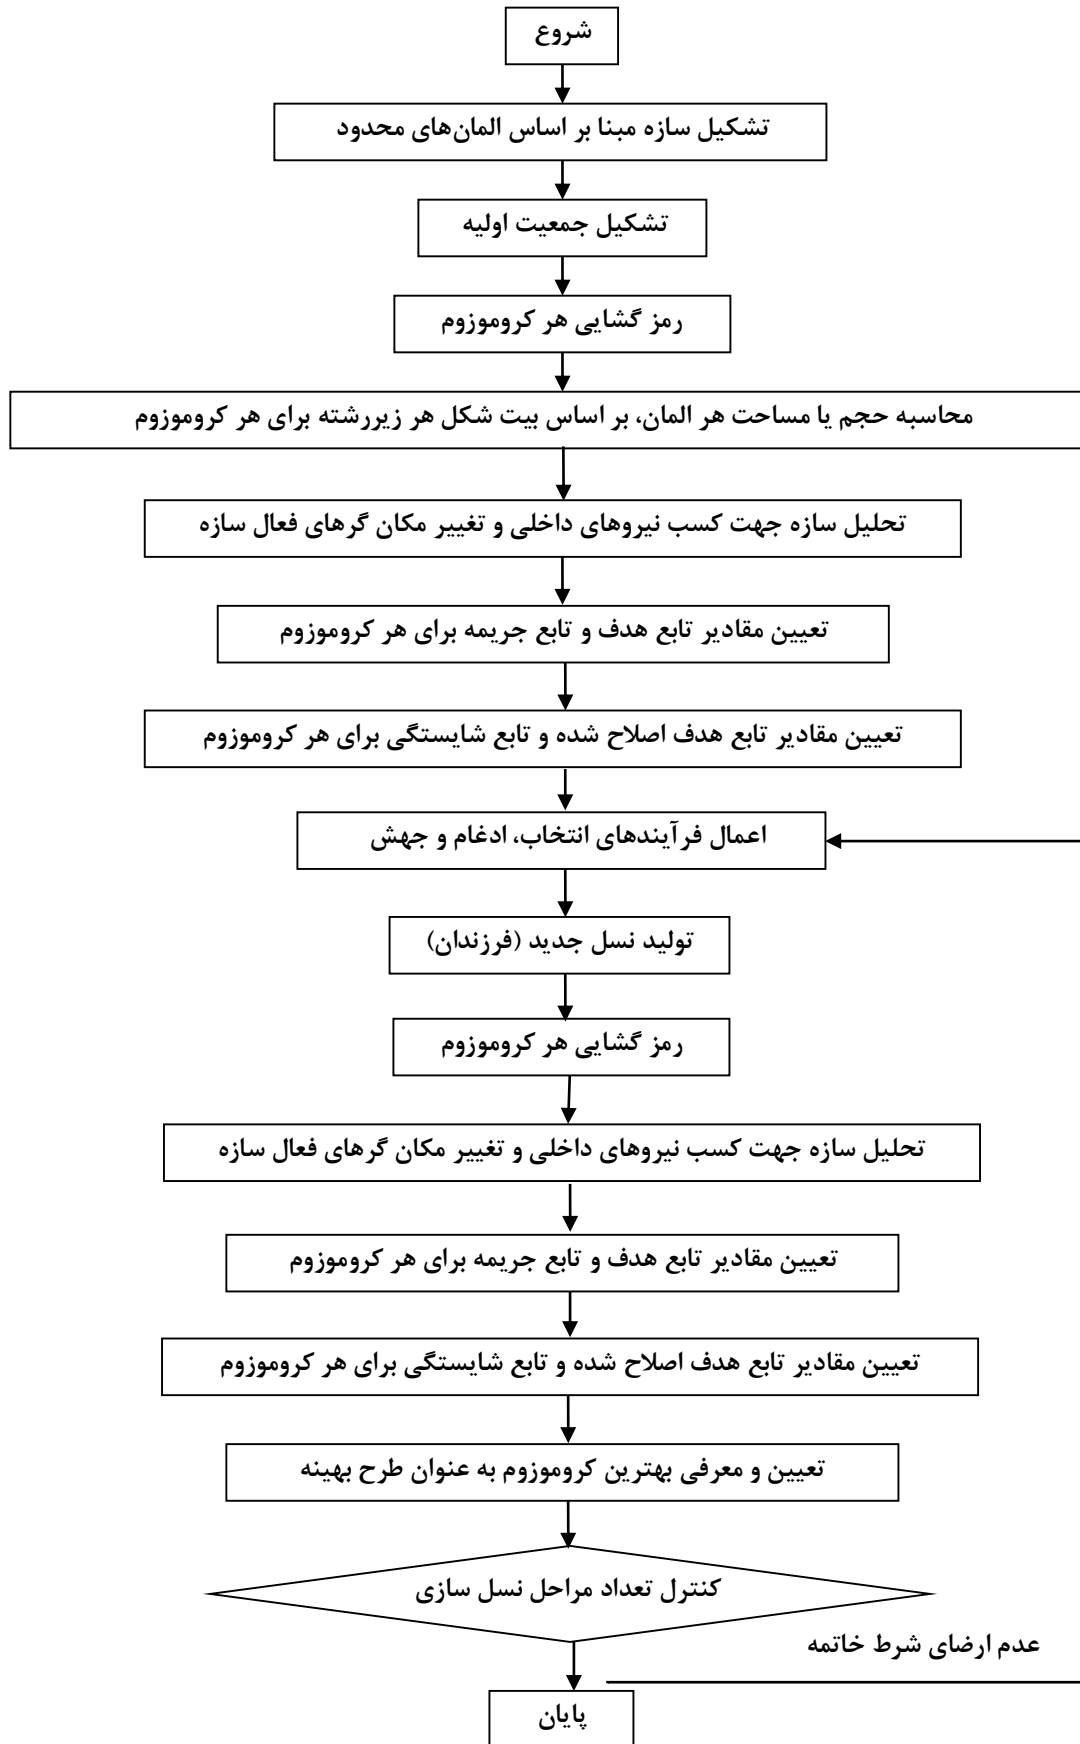 شروع
تشکیل سازه مبنا بر اساس المان‌های محدود
تشکیل جمعیت اولیه
رمز گشایی هر کروموزوم
محاسبه حجم یا مساحت هر المان، بر اساس بیت شکل هر زیررشته برای هر کروموزوم
تحلیل سازه جهت کسب نیروهای داخلی و تغییر مکان گرهای فعال سازه
تعیین مقادیر تابع هدف و تابع جریمه برای هر کروموزوم
تعیین مقادیر تابع هدف اصلاح شده و تابع شایستگی برای هر کروموزوم
اعمال فرآیندهای انتخاب، ادغام و جهش
تولید نسل جدید (فرزندان)
رمز گشایی هر کروموزوم
تحلیل سازه جهت کسب نیروهای داخلی و تغییر مکان گرهای فعال سازه
تعیین مقادیر تابع هدف و تابع جریمه برای هر کروموزوم
تعیین مقادیر تابع هدف اصلاح شده و تابع شایستگی برای هر کروموزوم
تعیین و معرفی بهترین کروموزوم به عنوان طرح بهینه
کنترل تعداد مراحل نسل سازی
عدم ارضای شرط خاتمه
پایان